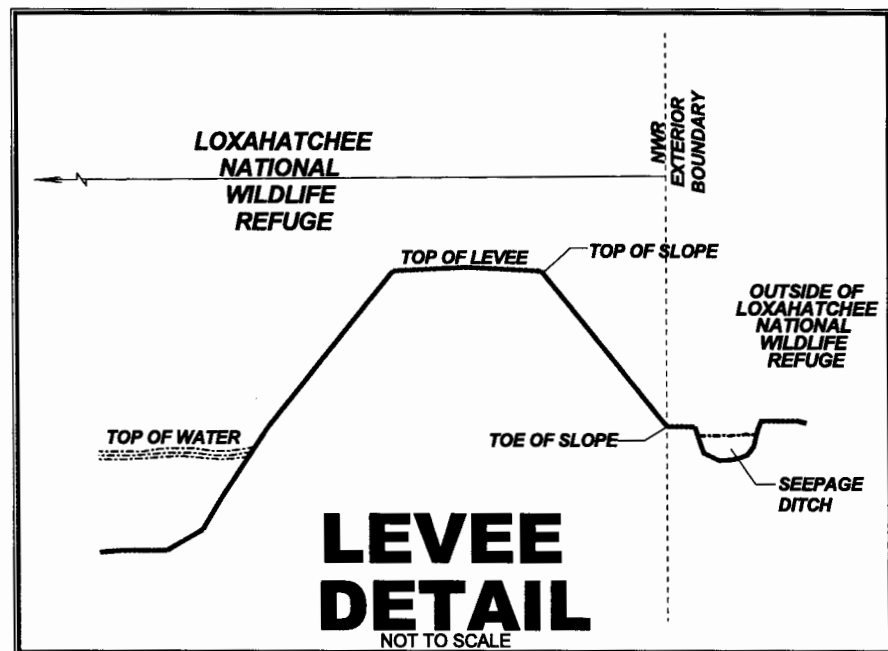 LOXAHATCHEE
NATIONAL
WILDLIFE
REFUGE
NWR
EXTERIOR
BOUNDARY
TOP OF LEVEE
TOP OF SLOPE
OUTSIDE OF
LOXAHATCHEE
NATIONAL
WILDLIFE
REFUGE
TOP OF WATER
TOE OF SLOPE
SEEPAGE
DITCH
LEVEE
DETAIL
NOT TO SCALE